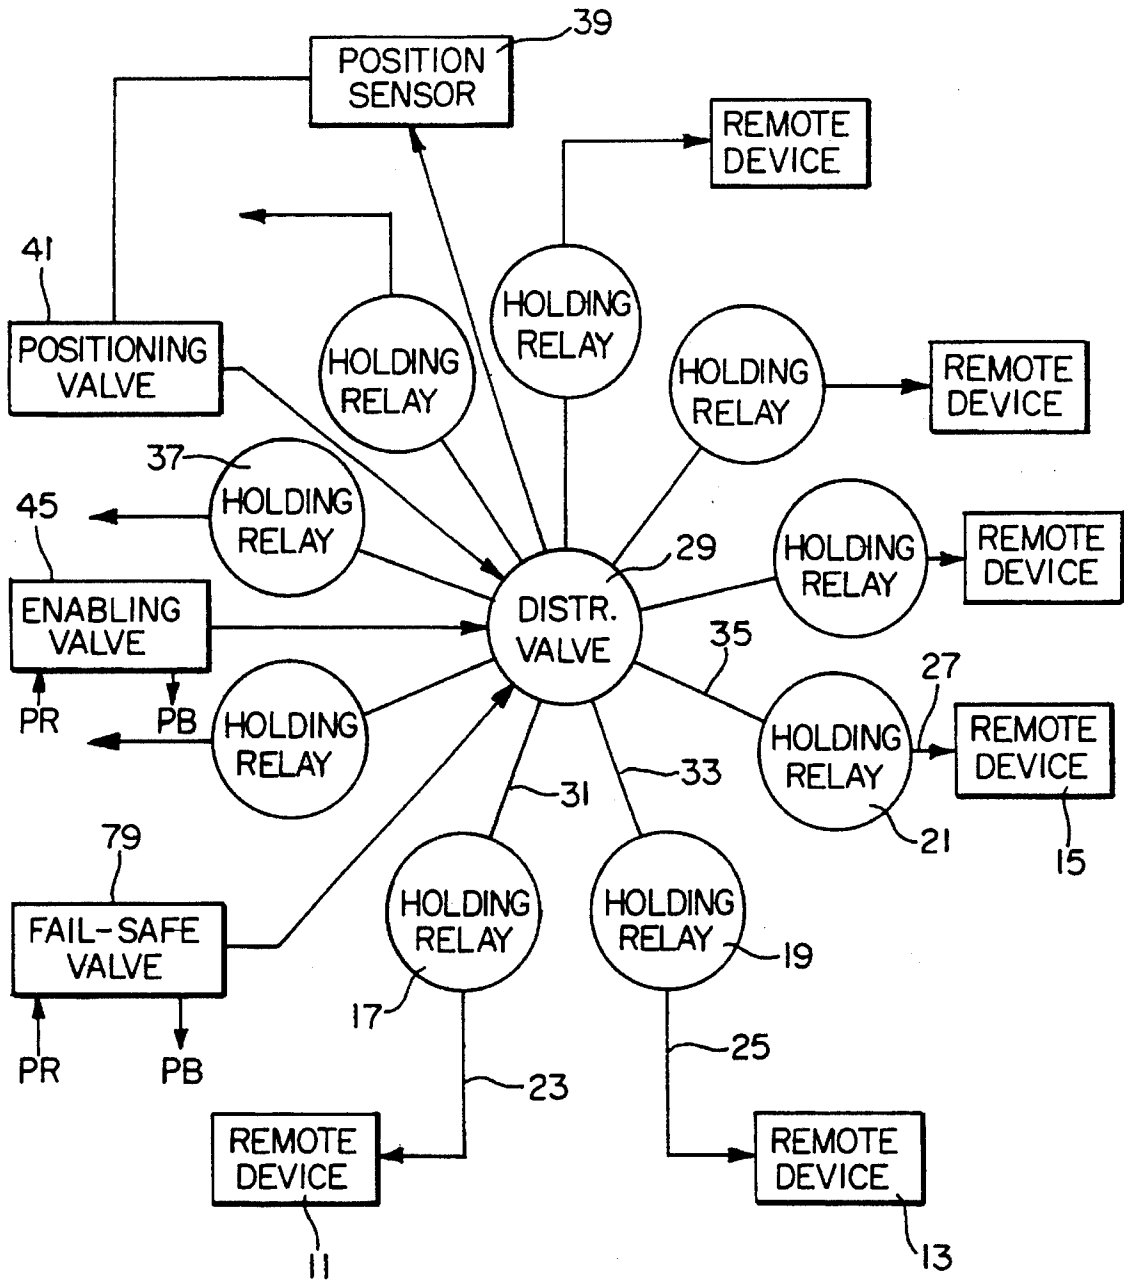 39
POSITION
SENSOR
REMOTE
DEVICE
41
HOLDING
RELAY
POSITIONING
VALVE
HOLDING
RELAY
HOLDING
RELAY
REMOTE
DEVICE
37
HOLDING
RELAY
45
HOLDING
RELAY
REMOTE
DEVICE
29
ENABLING
VALVE
DISTR.
VALVE
35
27
PR
PB
HOLDING
RELAY
HOLDING
RELAY
REMOTE
DEVICE
33
31
21
15
79
HOLDING
RELAY
HOLDING
RELAY
FAIL-SAFE
VALVE
19
17
PR
PB
25
23
REMOTE
DEVICE
REMOTE
DEVICE
11
13